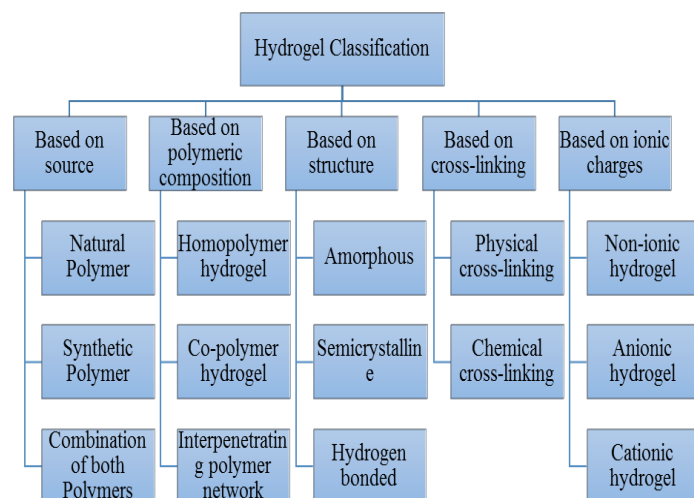 Hydrogel Classification
Based on
source
Based on
polymeric
composition
Based on
structure
Based on
cross-linking
Based on ionic
charges
Natural
Polymer
Homopolymer
hydrogel
Amorphous
Physical
cross-linking
Non-ionic
hydrogel
Synthetic
Polymer
Co-polymer
hydrogel
Semicrystallin
e
Chemical
cross-linking
Anionic
hydrogel
Combination
of both
Polymers
Interpenetratin
g polymer
network
Hydrogen
bonded
Cationic
hydrogel